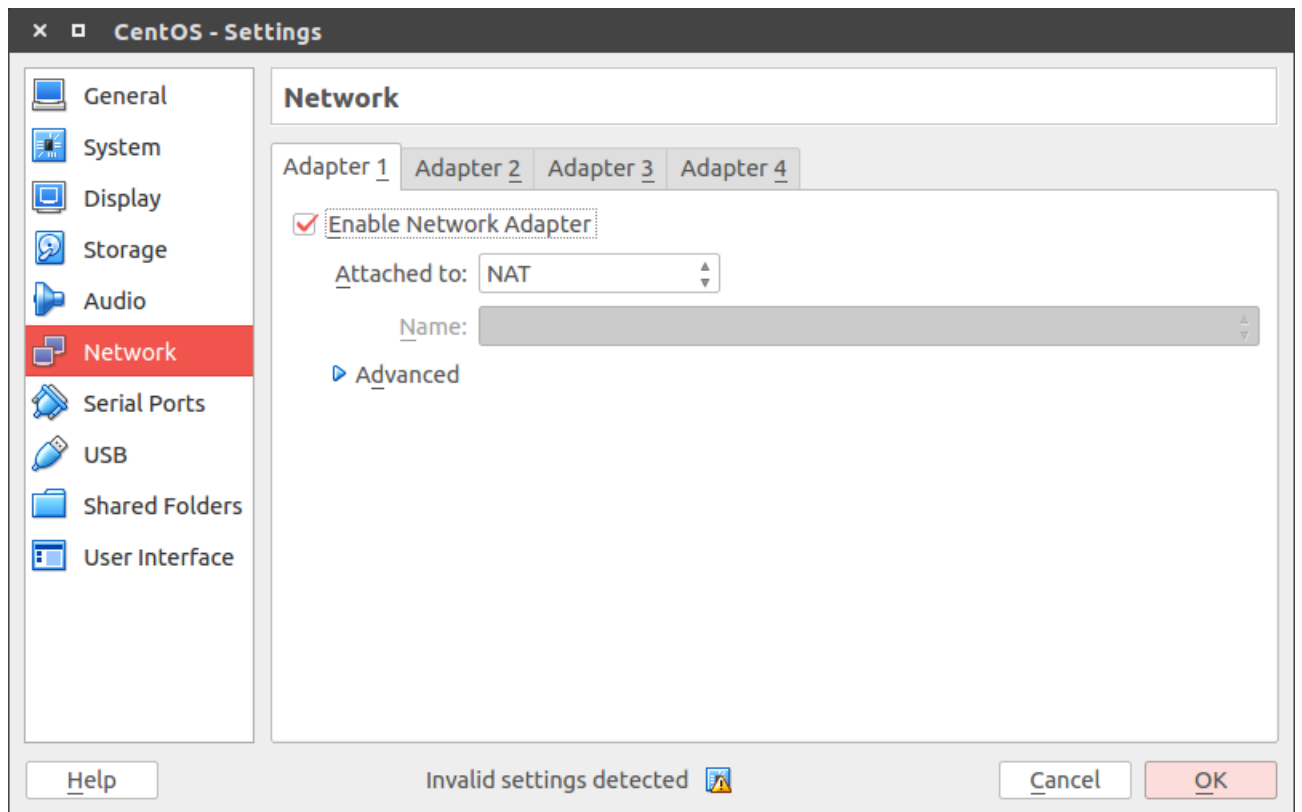 CentOS - Settings
General
System
Display
Storage
Audio
Network
Serial Ports
USB
Shared Folders
User Interface
Network
Adapter 1 Adapter 2 Adapter 3 Adapter 4
Enable Network Adapter
Attached to: NAT
Name:
Advanced
Help Invalid settings detected Cancel OK